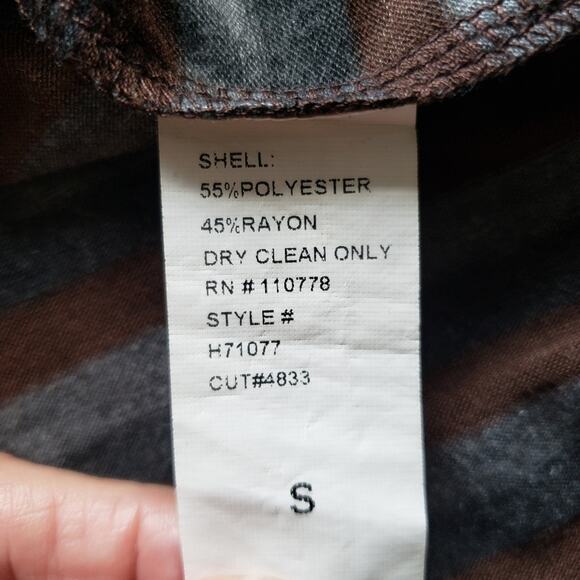 SHELL:
55%POLYESTER
45%RAYON
DRY CLEAN ONLY
RN # 110778
STYLE #
H71077
CUT#4833
S